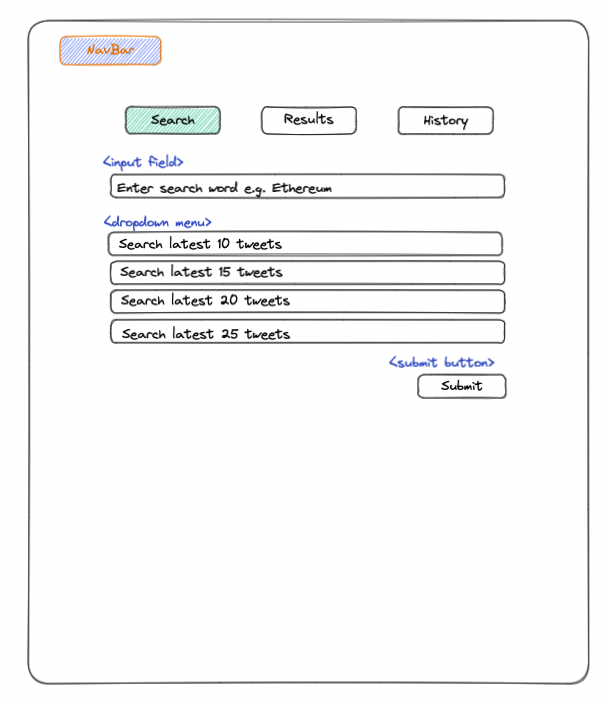 NavBar
Search Results History
<input field>
Enter search word e.g. Ethereum
<dropdown menu>
Search latest 10 tweets
Search latest 15 tweets
Search latest 20 tweets
Search latest 25 tweets
<submit button>
Submit